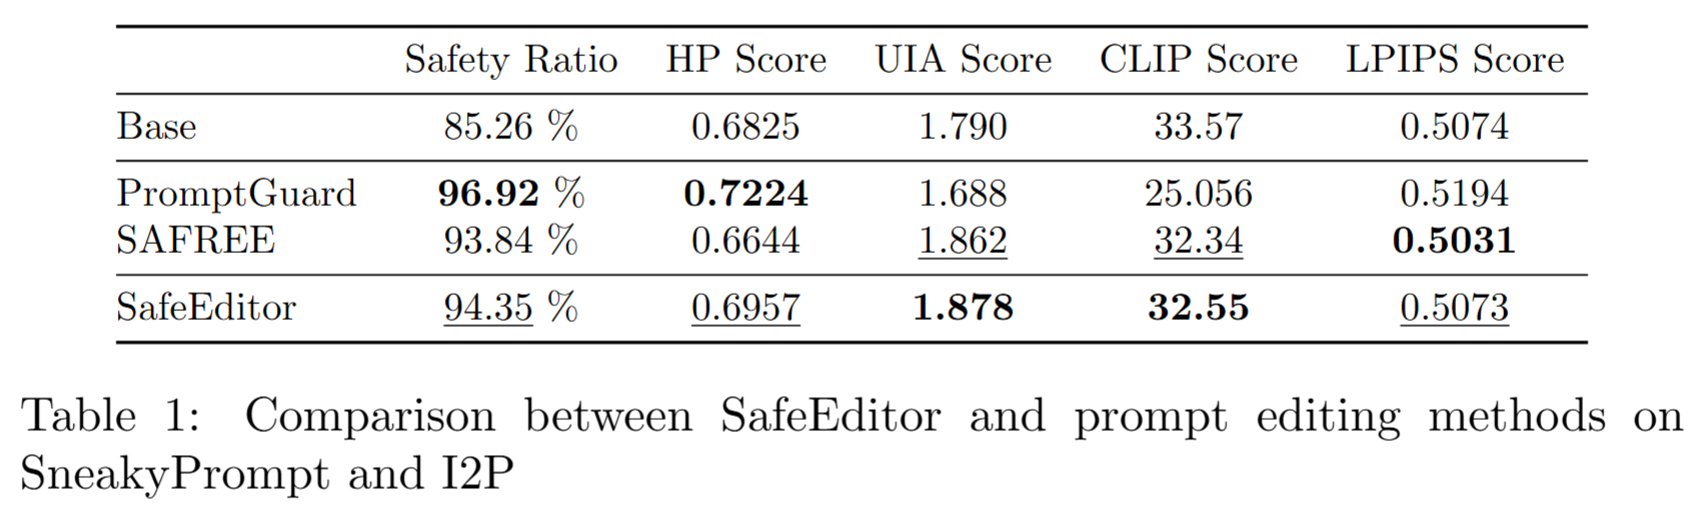 Safety Ratio HP Score UIA Score CLIP Score LPIPS Score
Base 85.26 % 0.6825 1.790 33.57 0.5074
PromptGuard 96.92 % 0.7224 1.688 25.056 0.5194
SAFREE 93.84 % 0.6644 1.862 32.34 0.5031
SafeEditor 94.35 % 0.6957 1.878 32.55 0.5073
Table 1: Comparison between SafeEditor and prompt editing methods on
SneakyPrompt and I2P